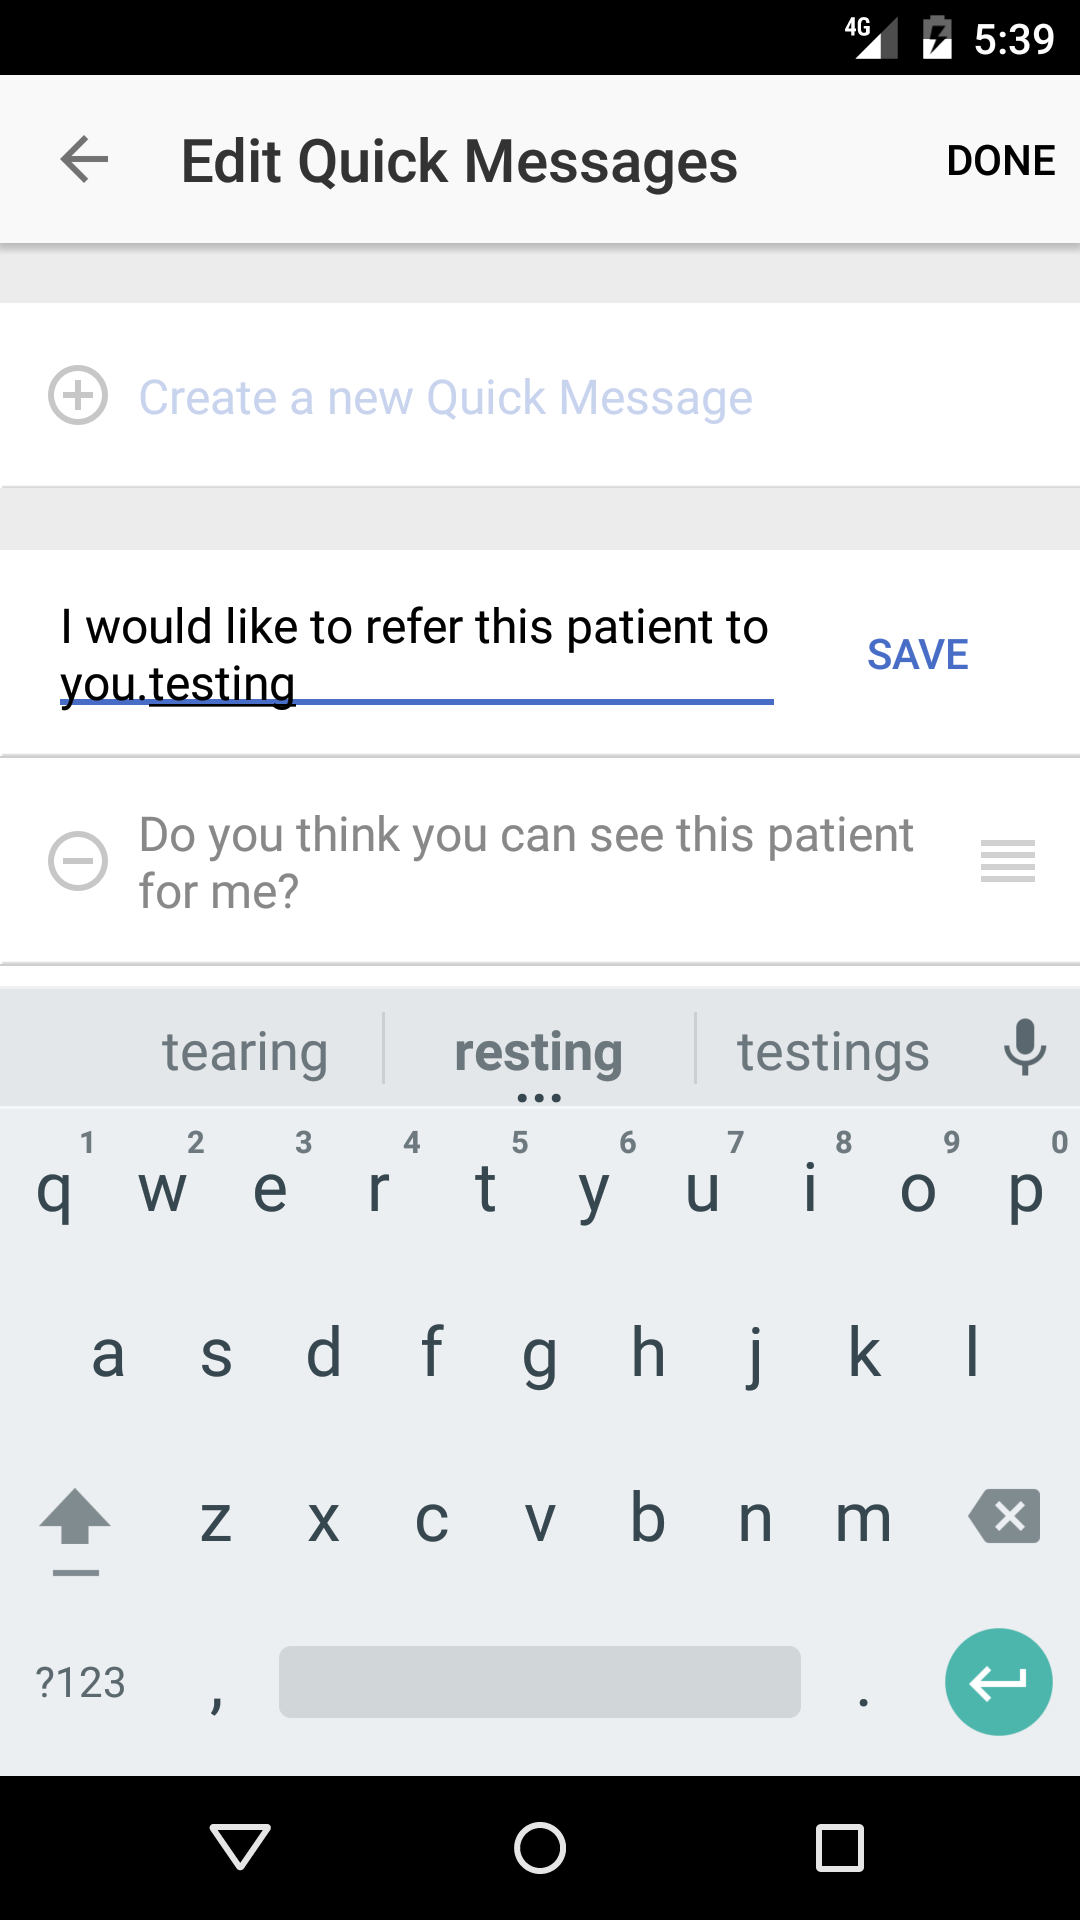 4G 5:39
Edit Quick Messages DONE
Create a new Quick Message
I would like to refer this patient to
you.testing
SAVE
Do you think you can see this patient
for me?
tearing resting testings
1 2 3 4 5 6 7 8 9 0
q w e r t y u i o p
a s d f g h j k l
z x c v b n m
?123 , .